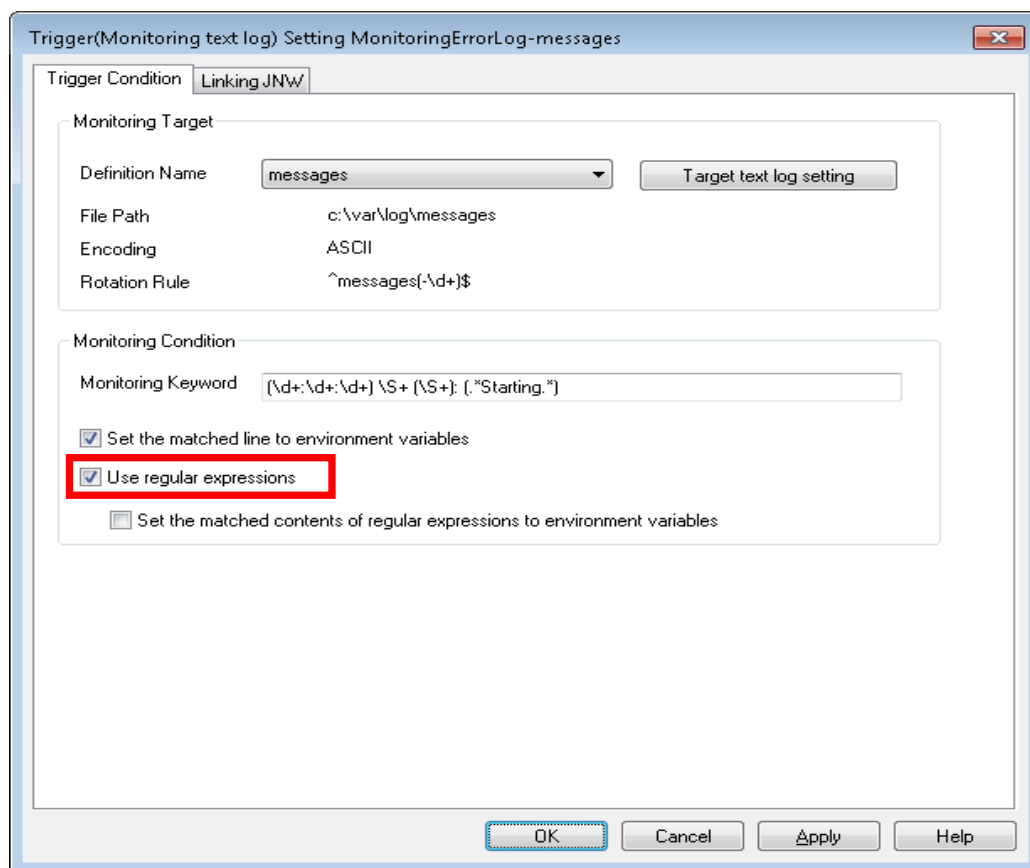 Trigger(Monitoring text log) Setting MonitoringErrorLog-messages
Trigger Condition Linking JNW
Monitoring Target
Definition Name messages Target text log setting
File Path c:\var\log\messages
Encoding ASCII
Rotation Rule ^messages(-\d+)$
Monitoring Condition
Monitoring Keyword (\d+:\d+:\d+) \S+ (\S+): (.*Starting.*)
Set the matched line to environment variables
Use regular expressions
Set the matched contents of regular expressions to environment variables
OK Cancel Apply Help